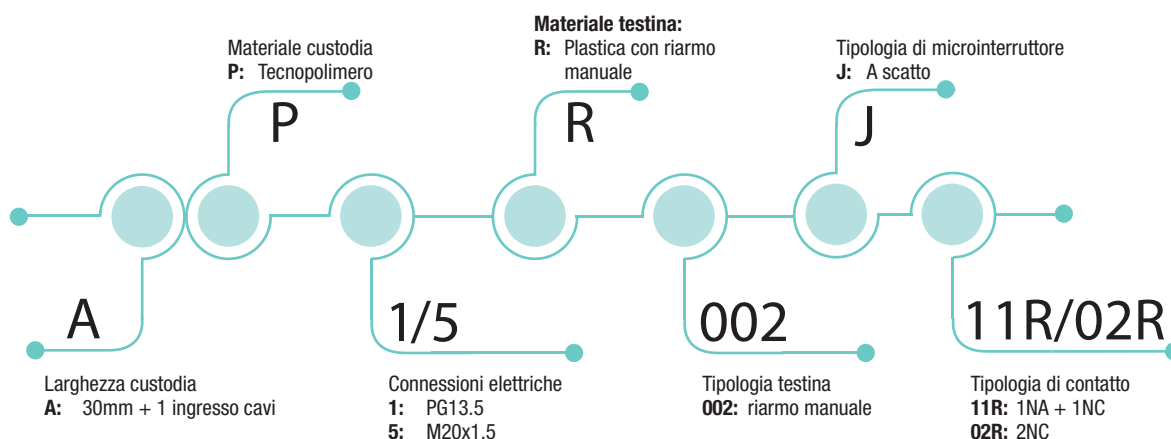 Materiale custodia
P: Tecnopolimero
Materiale testina:
R: Plastica con riarmo
manuale
Tipologia di microinterruttore
J: A scatto
P
R
J
A
1/5
002
11R/02R
Larghezza custodia
A: 30mm + 1 ingresso cavi
Connessioni elettriche
1: PG13.5
5: M20x1.5
Tipologia testina
002: riarmo manuale
Tipologia di contatto
11R: 1NA + 1NC
02R: 2NC